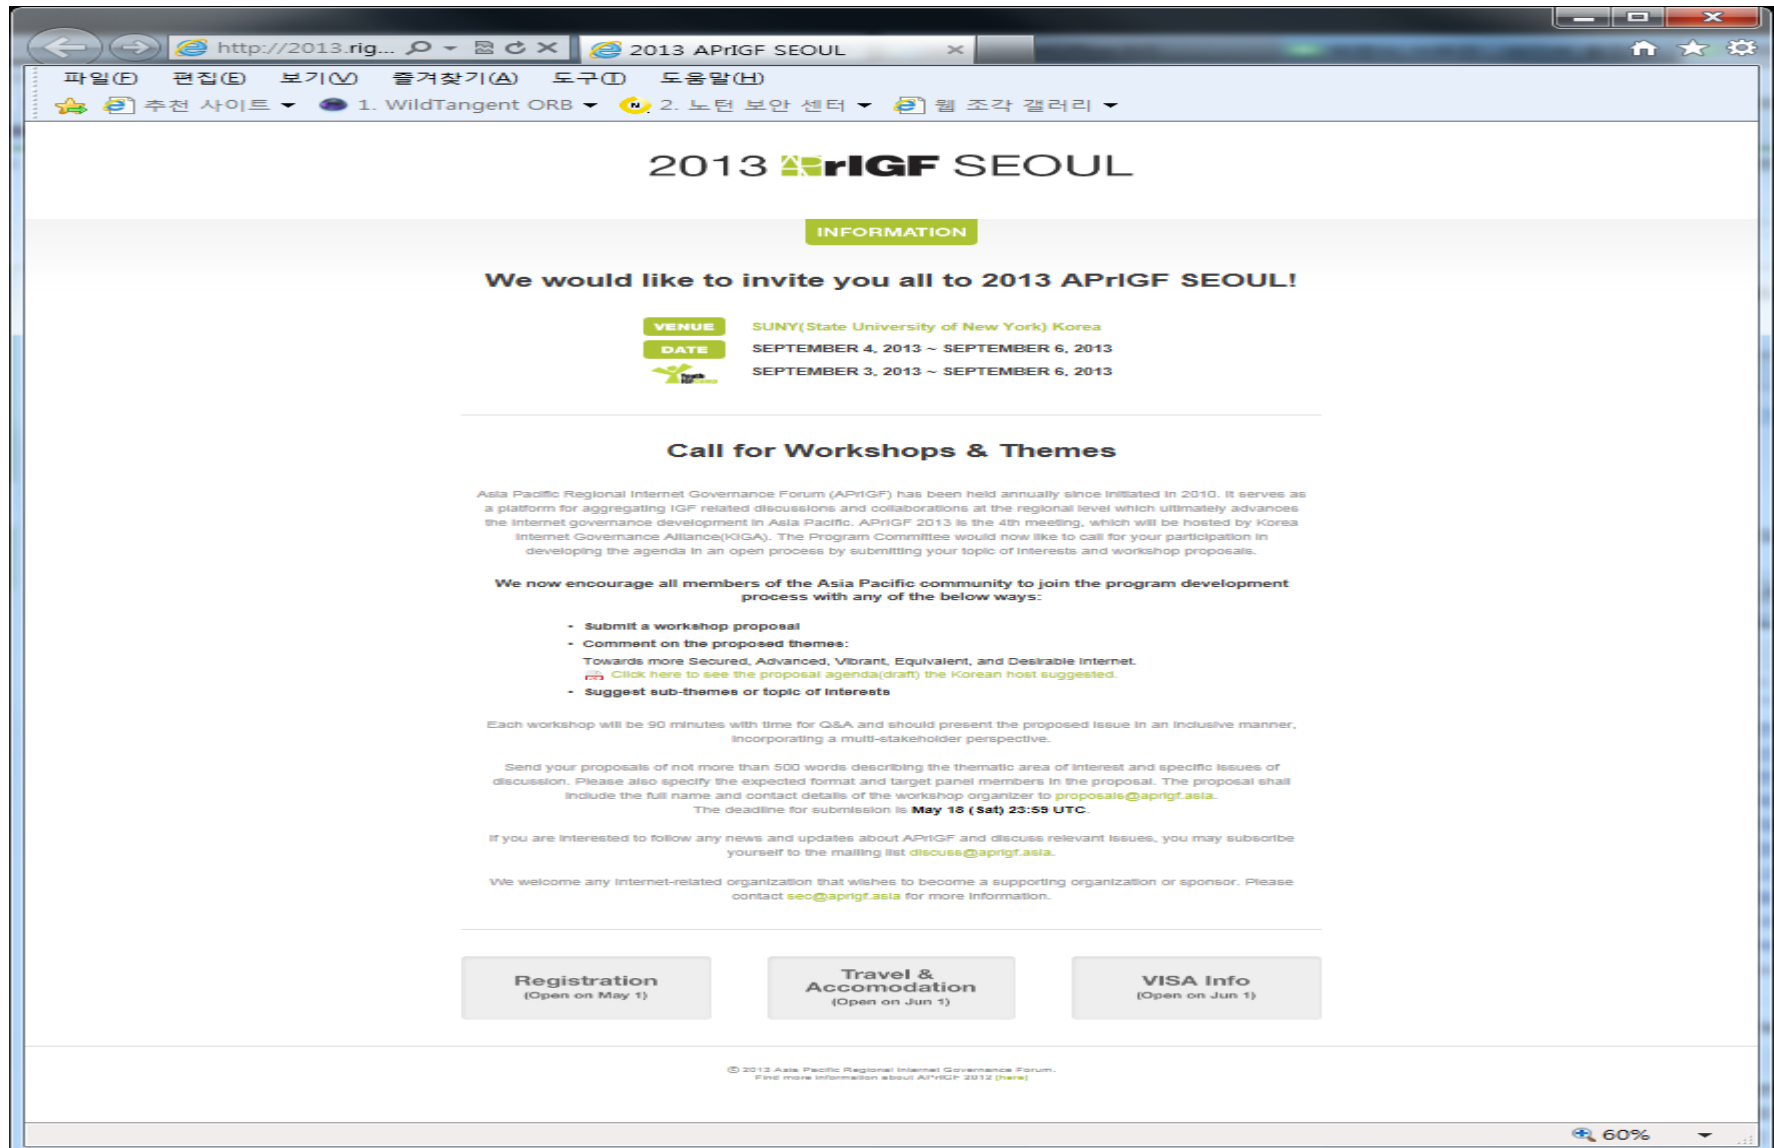 http://2013.rig...
2013 APrIGF SEOUL
파일(F) 편집(E) 보기(V) 즐겨찾기(A) 도구(T) 도움말(H)
추천 사이트 1. WildTangent ORB 2. 노턴 보안 센터 웹 조각 갤러리
2013 APrIGF SEOUL
INFORMATION
We would like to invite you all to 2013 APrIGF SEOUL!
VENUE SUNY(State University of New York) Korea
DATE SEPTEMBER 4, 2013 ~ SEPTEMBER 6, 2013
Youth IGF Camp SEPTEMBER 3, 2013 ~ SEPTEMBER 6, 2013
Call for Workshops & Themes
Asia Pacific Regional Internet Governance Forum (APrIGF) has been held annually since initiated in 2010. It serves as
a platform for aggregating IGF related discussions and collaborations at the regional level which ultimately advances
the Internet governance development in Asia Pacific. APrIGF 2013 is the 4th meeting, which will be hosted by Korea
Internet Governance Alliance(KIGA). The Program Committee would now like to call for your participation in
developing the agenda in an open process by submitting your topic of interests and workshop proposals.
We now encourage all members of the Asia Pacific community to join the program development
process with any of the below ways:
- Submit a workshop proposal
- Comment on the proposed themes:
Towards more Secured, Advanced, Vibrant, Equivalent, and Desirable Internet.
Click here to see the proposal agenda(draft) the Korean host suggested.
- Suggest sub-themes or topic of interests
Each workshop will be 90 minutes with time for Q&A and should present the proposed issue in an inclusive manner,
incorporating a multi-stakeholder perspective.
Send your proposals of not more than 500 words describing the thematic area of interest and specific issues of
discussion. Please also specify the expected format and target panel members in the proposal. The proposal shall
include the full name and contact details of the workshop organizer to proposals@aprigf.asia.
The deadline for submission is May 18 (Sat) 23:59 UTC.
If you are interested to follow any news and updates about APrIGF and discuss relevant issues, you may subscribe
yourself to the mailing list discuss@aprigf.asia.
We welcome any Internet-related organization that wishes to become a supporting organization or sponsor. Please
contact sec@aprigf.asia for more information.
Registration
(Open on May 1)
Travel &
Accomodation
(Open on Jun 1)
VISA Info
(Open on Jun 1)
© 2013 Asia Pacific Regional Internet Governance Forum.
Find more information about APrIGF 2012 [here]
60%